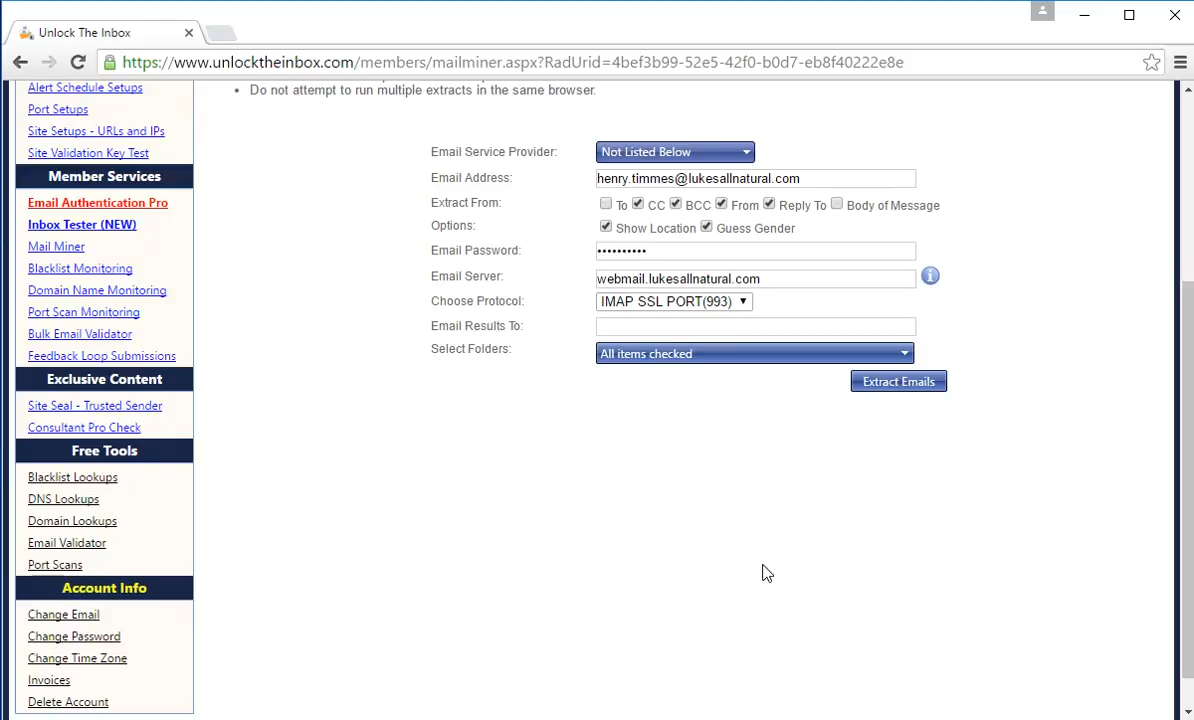 Unlock The Inbox
https://www.unlocktheinbox.com/members/mailminer.aspx?RadUrid=4bef3b99-52e5-42f0-b0d7-eb8f40222e8e
Alert Schedule Setups
Port Setups
Site Setups - URLs and IPs
Site Validation Key Test
Member Services
Email Authentication Pro
Inbox Tester (NEW)
Mail Miner
Blacklist Monitoring
Domain Name Monitoring
Port Scan Monitoring
Bulk Email Validator
Feedback Loop Submissions
Exclusive Content
Site Seal - Trusted Sender
Consultant Pro Check
Free Tools
Blacklist Lookups
DNS Lookups
Domain Lookups
Email Validator
Port Scans
Account Info
Change Email
Change Password
Change Time Zone
Invoices
Delete Account
• Do not attempt to run multiple extracts in the same browser.
Email Service Provider: Not Listed Below
Email Address: henry.timmes@lukesallnatural.com
Extract From: To CC BCC From Reply To Body of Message
Options: Show Location Guess Gender
Email Password: ••••••••••
Email Server: webmail.lukesallnatural.com
Choose Protocol: IMAP SSL PORT(993)
Email Results To:
Select Folders: All items checked
Extract Emails